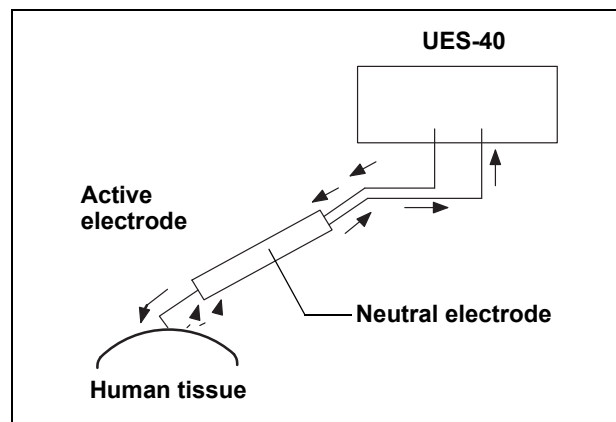 UES-40
Active
electrode
Neutral electrode
Human tissue